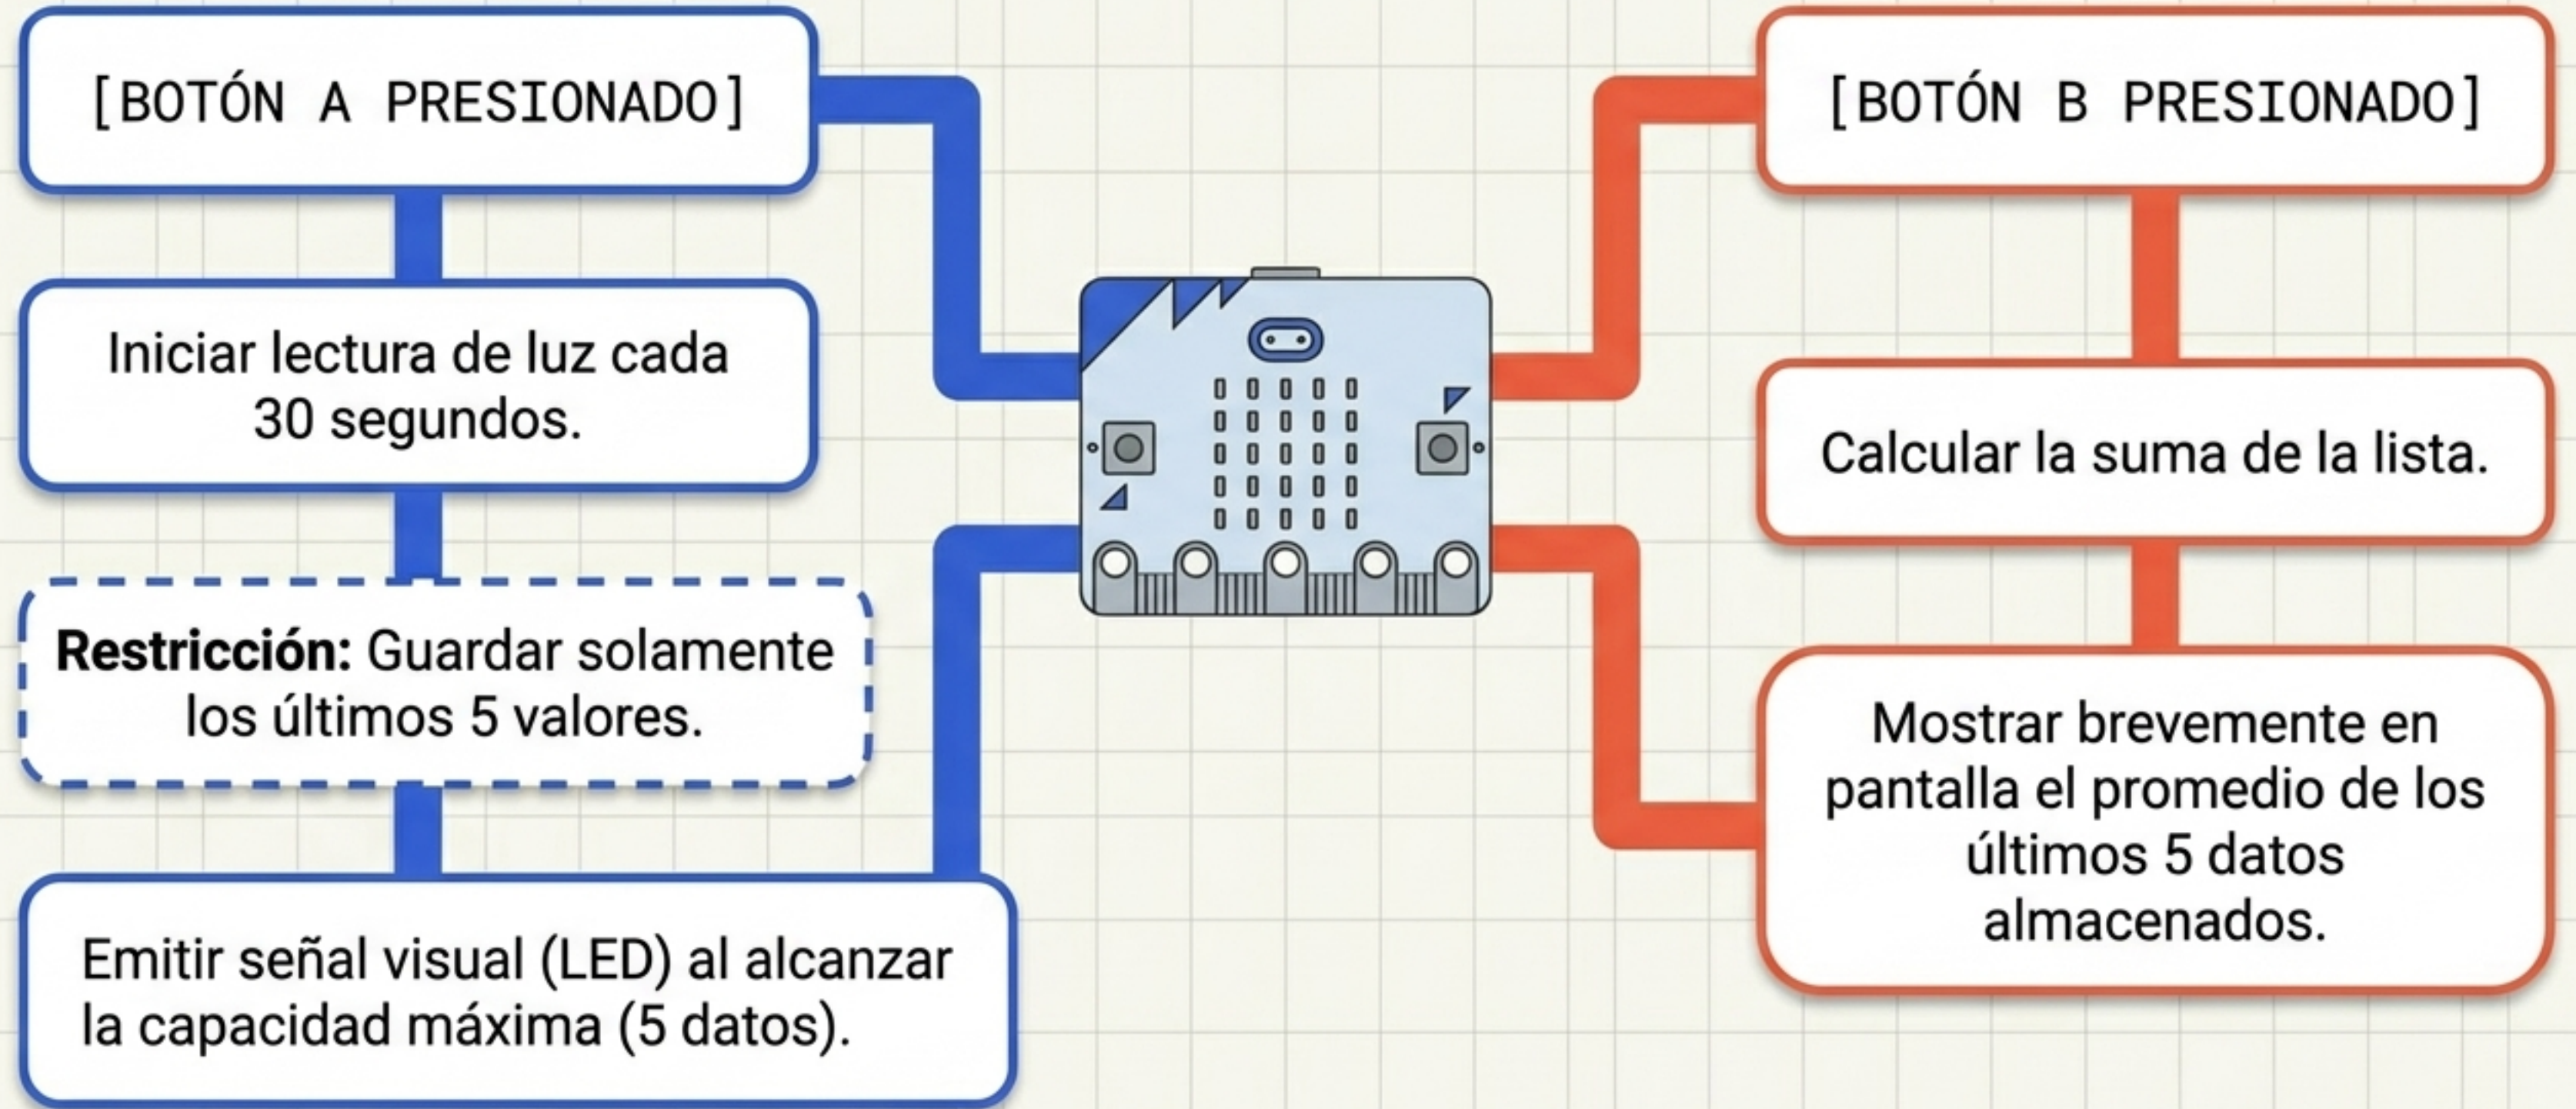 [BOTÓN A PRESIONADO]
Iniciar lectura de luz cada
30 segundos.
Restricción: Guardar solamente
los últimos 5 valores.
Emitir señal visual (LED) al alcanzar
la capacidad máxima (5 datos).
[BOTÓN B PRESIONADO]
Calcular la suma de la lista.
Mostrar brevemente en
pantalla el promedio de los
últimos 5 datos
almacenados.